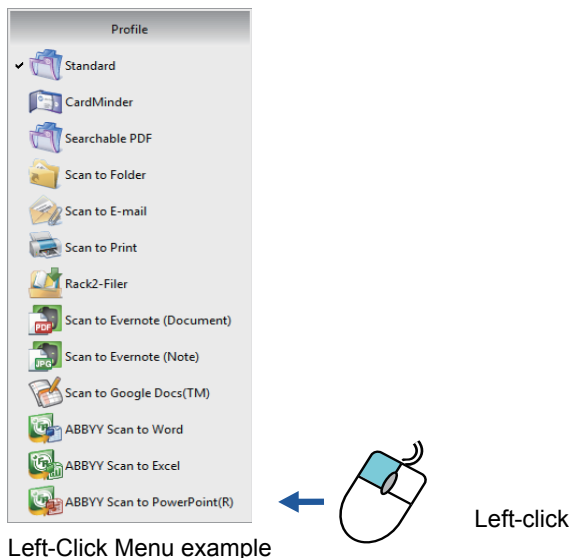 Profile
Standard
CardMinder
Searchable PDF
Scan to Folder
Scan to E-mail
Scan to Print
Rack2-Filer
PDF
Scan to Evernote (Document)
JPG
Scan to Evernote (Note)
Scan to Google Docs(TM)
ABBYY Scan to Word
ABBYY Scan to Excel
ABBYY Scan to PowerPoint(R)
Left-click
Left-Click Menu example